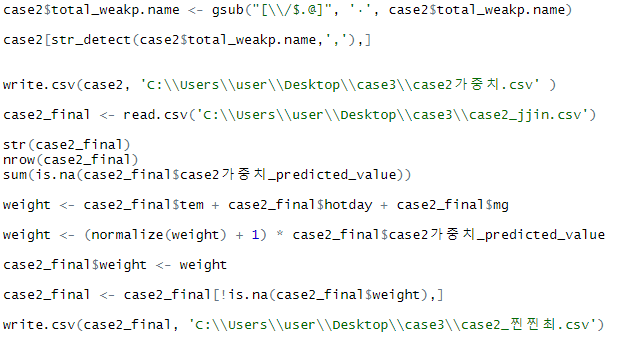 case2$total_weakp.name <- gsub("[\\/$.@]", '·', case2$total_weakp.name)
case2[str_detect(case2$total_weakp.name,','),]
write.csv(case2, 'C:\\Users\\user\\Desktop\\case3\\case2가중치.csv' )
case2_final <- read.csv('C:\\Users\\user\\Desktop\\case3\\case2_jjin.csv')
str(case2_final)
nrow(case2_final)
sum(is.na(case2_final$case2가중치_predicted_value))
weight <- case2_final$tem + case2_final$hotday + case2_final$mg
weight <- (normalize(weight) + 1) * case2_final$case2가중치_predicted_value
case2_final$weight <- weight
case2_final <- case2_final[!is.na(case2_final$weight),]
write.csv(case2_final, 'C:\\Users\\user\\Desktop\\case3\\case2_찐찐최.csv')